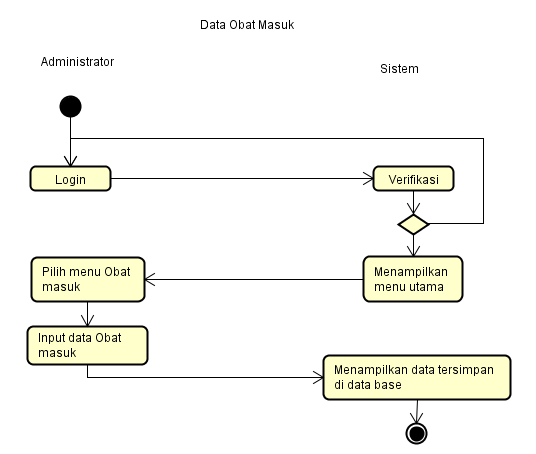 Data Obat Masuk
Administrator
Sistem
Login
Verifikasi
Menampilkan
menu utama
Pilih menu Obat
masuk
Input data Obat
masuk
Menampilkan data tersimpan
di data base